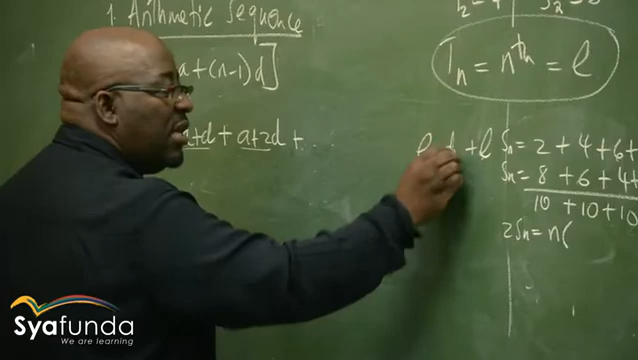 1. Arithmetic Sequence
a+(n-1)d]
a+d + a+2d + ...
Tn = nth = l
+ l
Sn = 2 + 4 + 6 +
Sn = 8 + 6 + 4 +
10 + 10 + 10
2Sn = n(
Syafunda
We are learning